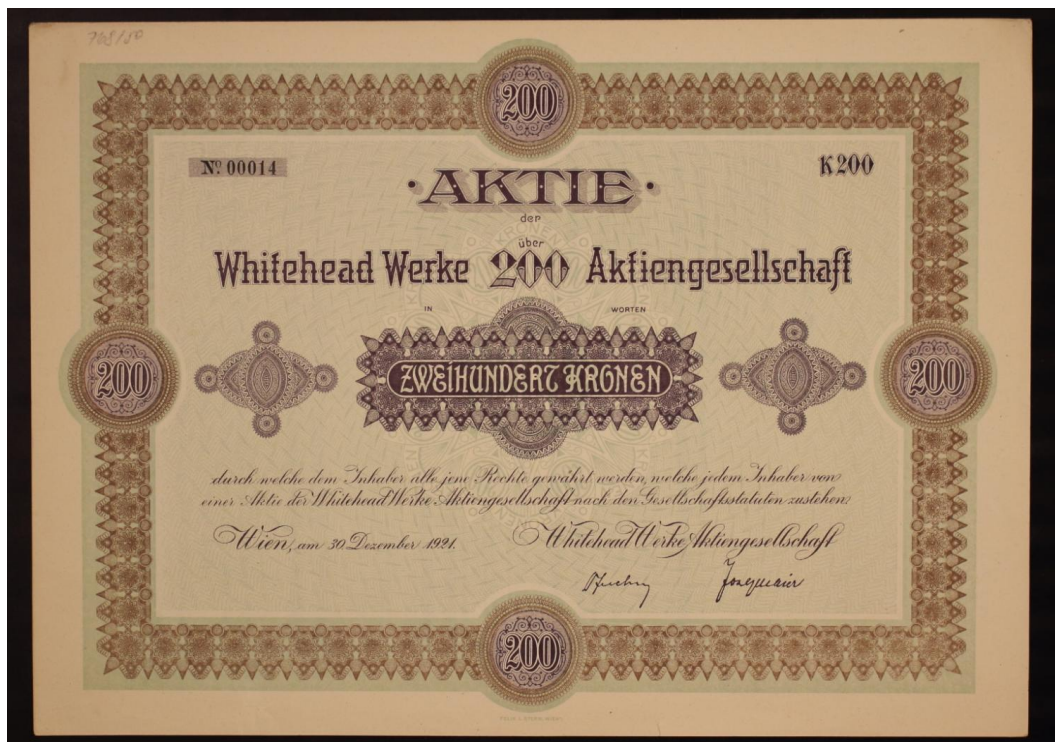 768/50
200
Nº 00014
K200
·AKTIE·
der
über
Whitehead Werke 200 Aktiengesellschaft
IN WORTEN
200
ZWEIHUNDERT KRONEN
200
durch welche dem Inhaber alle jene Rechte gewährt werden, welche jedem Inhaber von
einer Aktie der Whitehead Werke Aktiengesellschaft nach den Gesellschaftsstatuten zustehen.
Wien, am 30. Dezember 1921.
Whitehead Werke Aktiengesellschaft
200